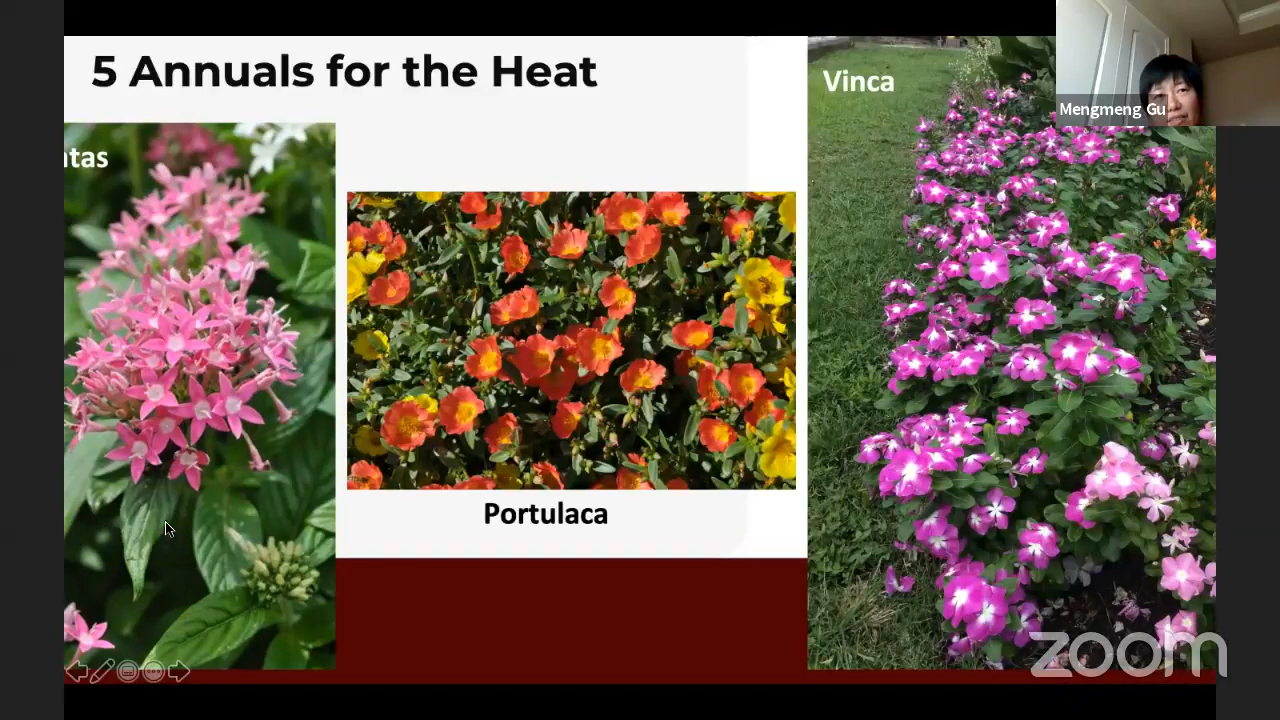 5 Annuals for the Heat
ntas
Portulaca
Vinca
Mengmeng Gu
zoom